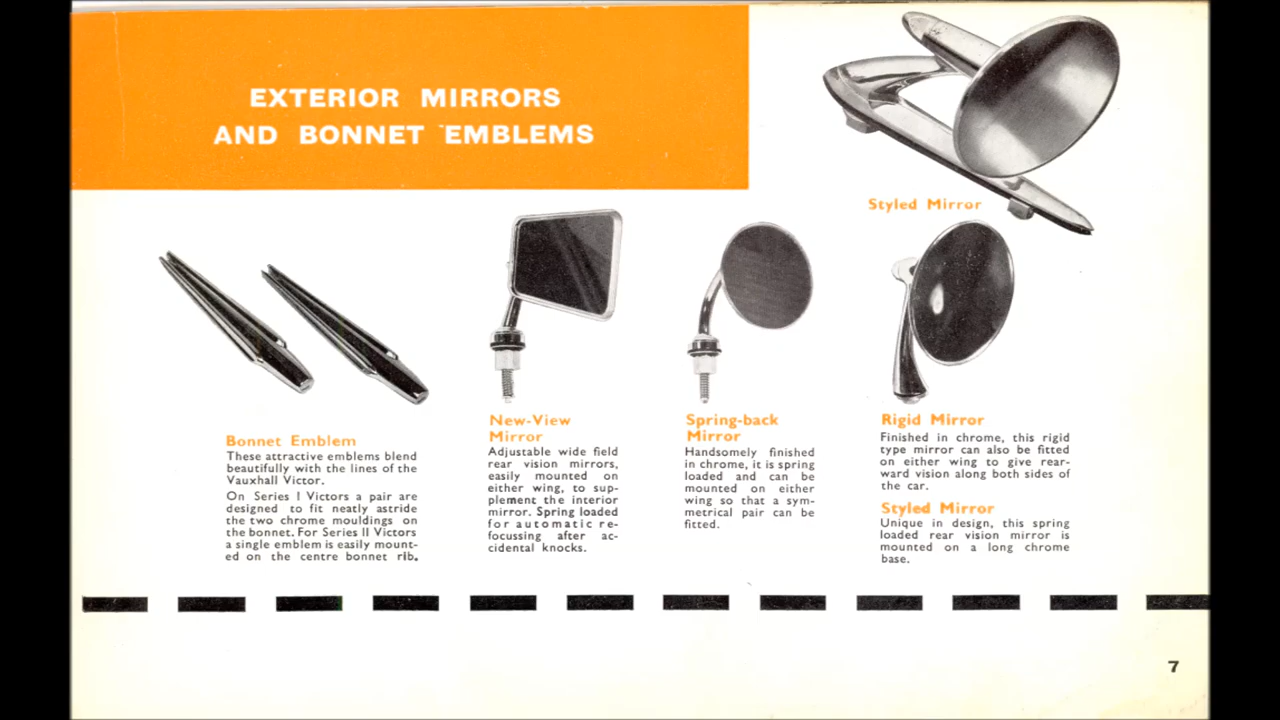 EXTERIOR MIRRORS
AND BONNET EMBLEMS
Styled Mirror
Bonnet Emblem
These attractive emblems blend
beautifully with the lines of the
Vauxhall Victor.
On Series I Victors a pair are
designed to fit neatly astride
the two chrome mouldings on
the bonnet. For Series II Victors
a single emblem is easily mount-
ed on the centre bonnet rib.
New-View
Mirror
Adjustable wide field
rear vision mirrors,
easily mounted on
either wing, to sup-
plement the interior
mirror. Spring loaded
for automatic re-
focussing after ac-
cidental knocks.
Spring-back
Mirror
Handsomely finished
in chrome, it is spring
loaded and can be
mounted on either
wing so that a sym-
metrical pair can be
fitted.
Rigid Mirror
Finished in chrome, this rigid
type mirror can also be fitted
on either wing to give rear-
ward vision along both sides of
the car.
Styled Mirror
Unique in design, this spring
loaded rear vision mirror is
mounted on a long chrome
base.
7